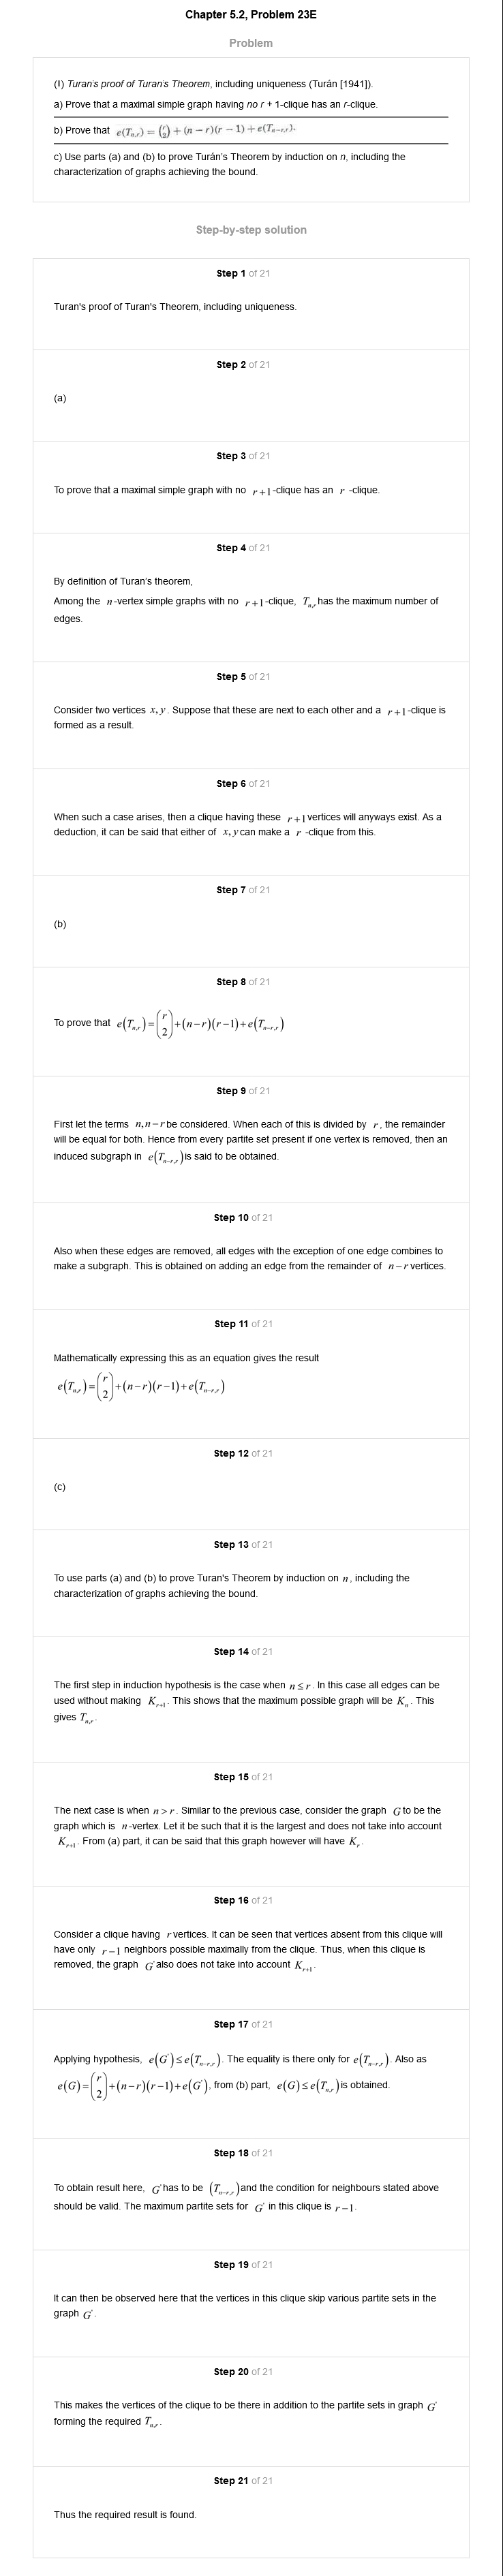 Chapter 5.2, Problem 23E
Problem
(!) Turan's proof of Turan's Theorem, including uniqueness (Turán [1941]).
a) Prove that a maximal simple graph having no r + 1-clique has an r-clique.
b) Prove that e(T_{n,r}) = \binom{r}{2} + (n − r)(r − 1) + e(T_{n−r,r}).
c) Use parts (a) and (b) to prove Turán's Theorem by induction on n, including the
characterization of graphs achieving the bound.
Step-by-step solution
Step 1 of 21
Turan's proof of Turan's Theorem, including uniqueness.
Step 2 of 21
(a)
Step 3 of 21
To prove that a maximal simple graph with no r+1-clique has an r -clique.
Step 4 of 21
By definition of Turan's theorem,
Among the n-vertex simple graphs with no r+1-clique, T_{n,r} has the maximum number of
edges.
Step 5 of 21
Consider two vertices x, y. Suppose that these are next to each other and a r+1-clique is
formed as a result.
Step 6 of 21
When such a case arises, then a clique having these r+1 vertices will anyways exist. As a
deduction, it can be said that either of x, y can make a r -clique from this.
Step 7 of 21
(b)
Step 8 of 21
To prove that e(T_{n,r}) = \binom{r}{2} + (n−r)(r−1) + e(T_{n−r,r})
Step 9 of 21
First let the terms n, n−r be considered. When each of this is divided by r, the remainder
will be equal for both. Hence from every partite set present if one vertex is removed, then an
induced subgraph in e(T_{n−r,r}) is said to be obtained.
Step 10 of 21
Also when these edges are removed, all edges with the exception of one edge combines to
make a subgraph. This is obtained on adding an edge from the remainder of n−r vertices.
Step 11 of 21
Mathematically expressing this as an equation gives the result
e(T_{n,r}) = \binom{r}{2} + (n−r)(r−1) + e(T_{n−r,r})
Step 12 of 21
(c)
Step 13 of 21
To use parts (a) and (b) to prove Turan's Theorem by induction on n, including the
characterization of graphs achieving the bound.
Step 14 of 21
The first step in induction hypothesis is the case when n ≤ r. In this case all edges can be
used without making K_{r+1}. This shows that the maximum possible graph will be K_n. This
gives T_{n,r}.
Step 15 of 21
The next case is when n > r. Similar to the previous case, consider the graph G to be the
graph which is n-vertex. Let it be such that it is the largest and does not take into account
K_{r+1}. From (a) part, it can be said that this graph however will have K_r.
Step 16 of 21
Consider a clique having r vertices. It can be seen that vertices absent from this clique will
have only r−1 neighbors possible maximally from the clique. Thus, when this clique is
removed, the graph G' also does not take into account K_{r+1}.
Step 17 of 21
Applying hypothesis, e(G') ≤ e(T_{n−r,r}). The equality is there only for e(T_{n−r,r}). Also as
e(G) = \binom{r}{2} + (n−r)(r−1) + e(G'), from (b) part, e(G) ≤ e(T_{n,r}) is obtained.
Step 18 of 21
To obtain result here, G' has to be (T_{n−r,r}) and the condition for neighbours stated above
should be valid. The maximum partite sets for G' in this clique is r−1.
Step 19 of 21
It can then be observed here that the vertices in this clique skip various partite sets in the
graph G'.
Step 20 of 21
This makes the vertices of the clique to be there in addition to the partite sets in graph G'
forming the required T_{n,r}.
Step 21 of 21
Thus the required result is found.